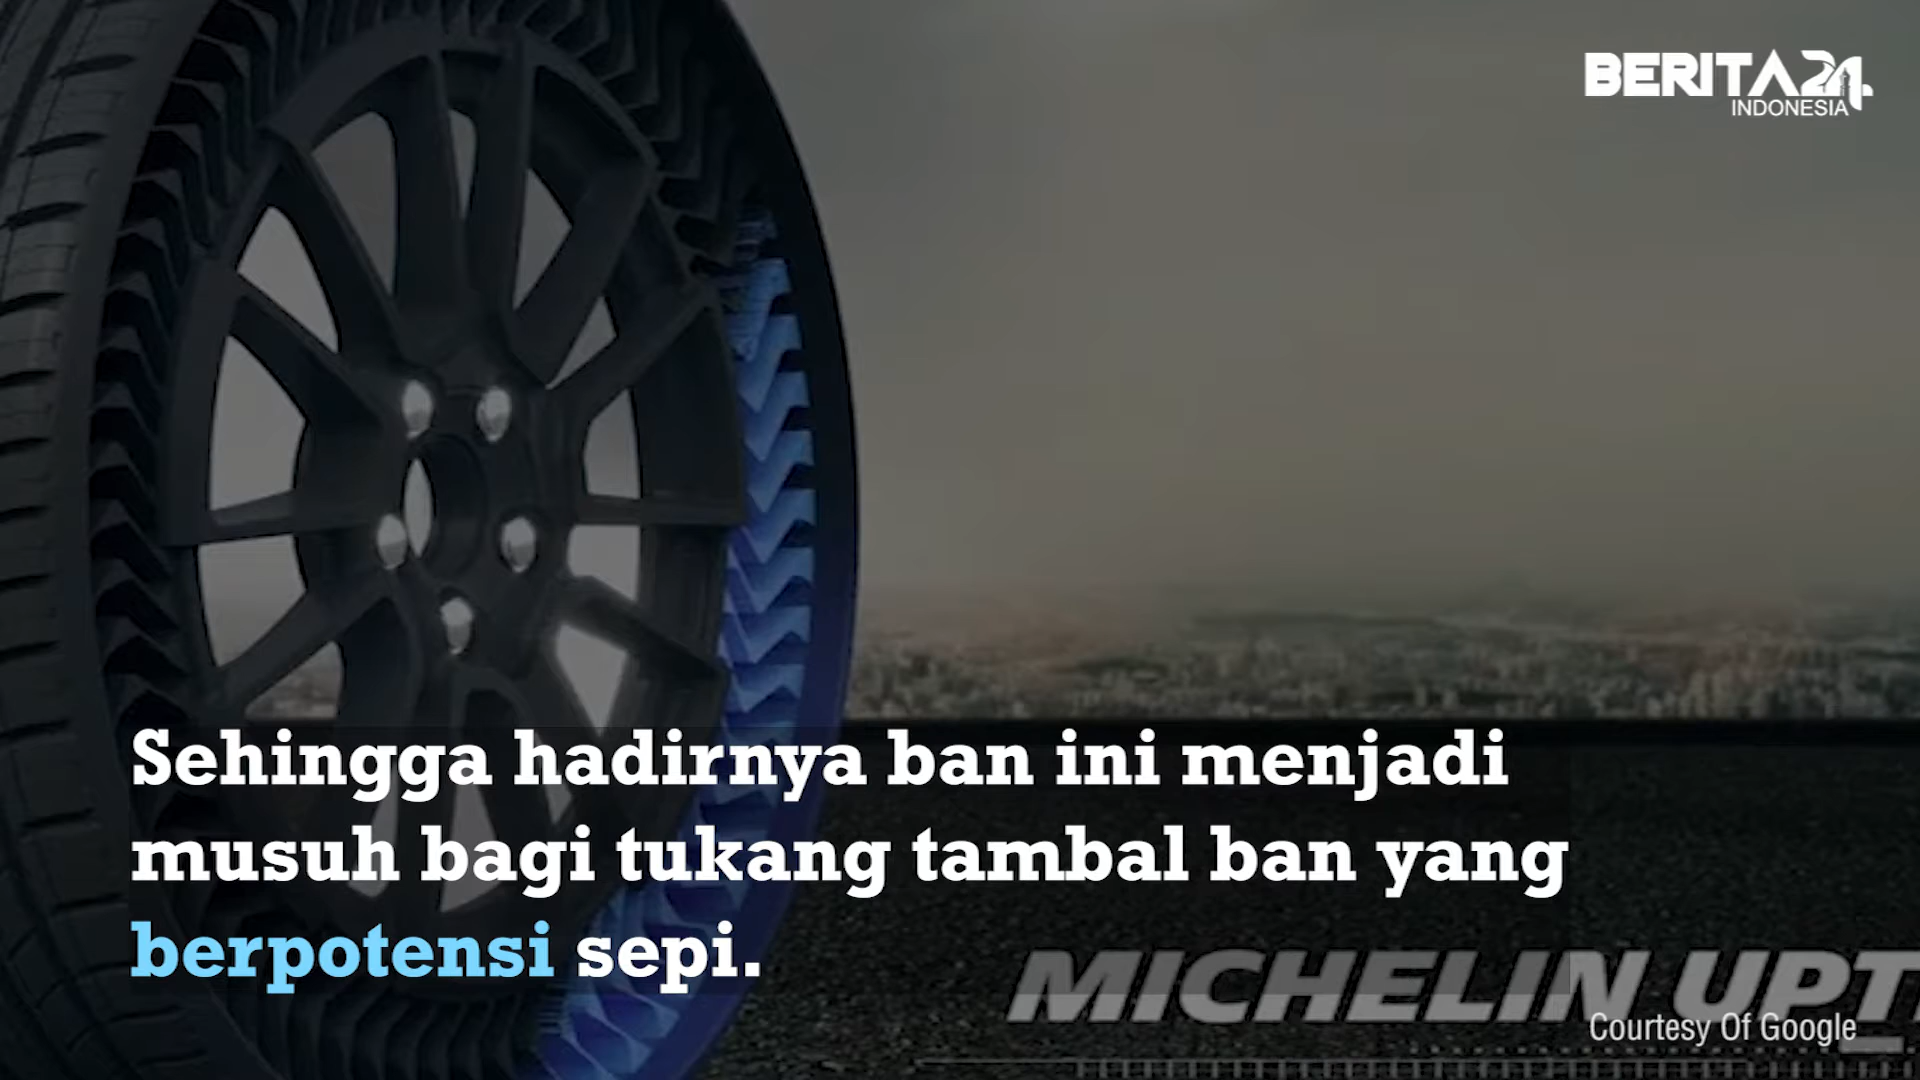 BERITA24
INDONESIA
Sehingga hadirnya ban ini menjadi
musuh bagi tukang tambal ban yang
berpotensi sepi.
MICHELIN UPT
Courtesy Of Google